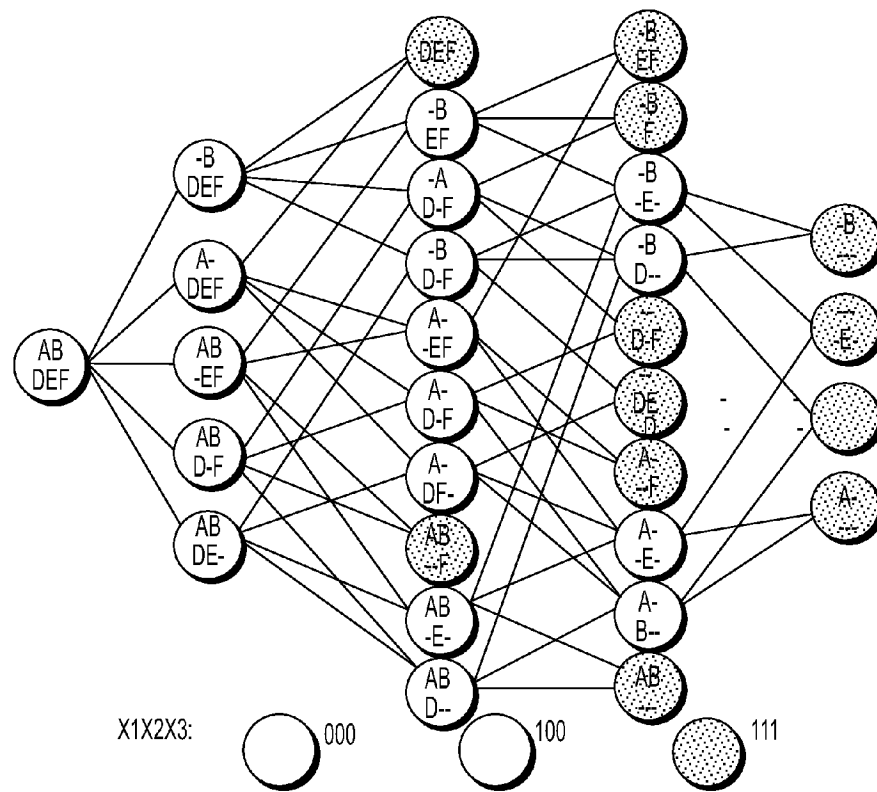 AB
DEF
-B
DEF
A-
DEF
AB
-EF
AB
D-F
AB
DE-
DEF
-B
EF
-A
D-F
-B
D-F
A-
-EF
A-
D-F
A-
DF-
AB
--F
AB
-E-
AB
D--
-B
EF
-B
F
-B
-E-
-B
D--
--
D-F
--
DE
D
A-
--F
A-
-E-
A-
B--
AB
---
-B
---
--
-E-
A-
---
- -
- -
X1X2X3:
000
100
111